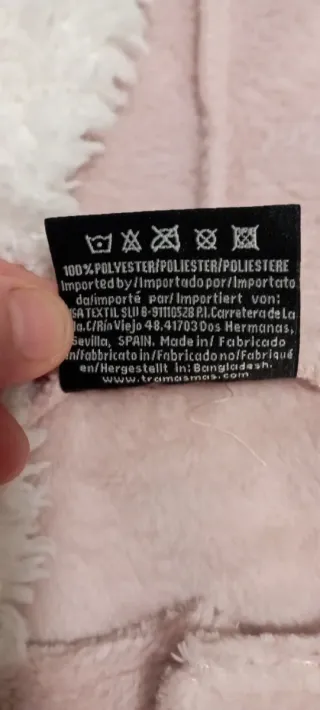 100%POLYESTER/POLIESTER/POLIESTERE
Imported by/Importado por/Importato
da/importé par/Importiert von:
TEXTIL SLU B-91110528 P.I. Carretera de La
C/Río Viejo 48.41703 Dos Hermanas,
Sevilla, SPAIN. Made in/ Fabricado
in/Fabbricato in/Fabricado no/Fabriqué
en/Hergestellt in: Bangladesh.
www.tramasmas.com